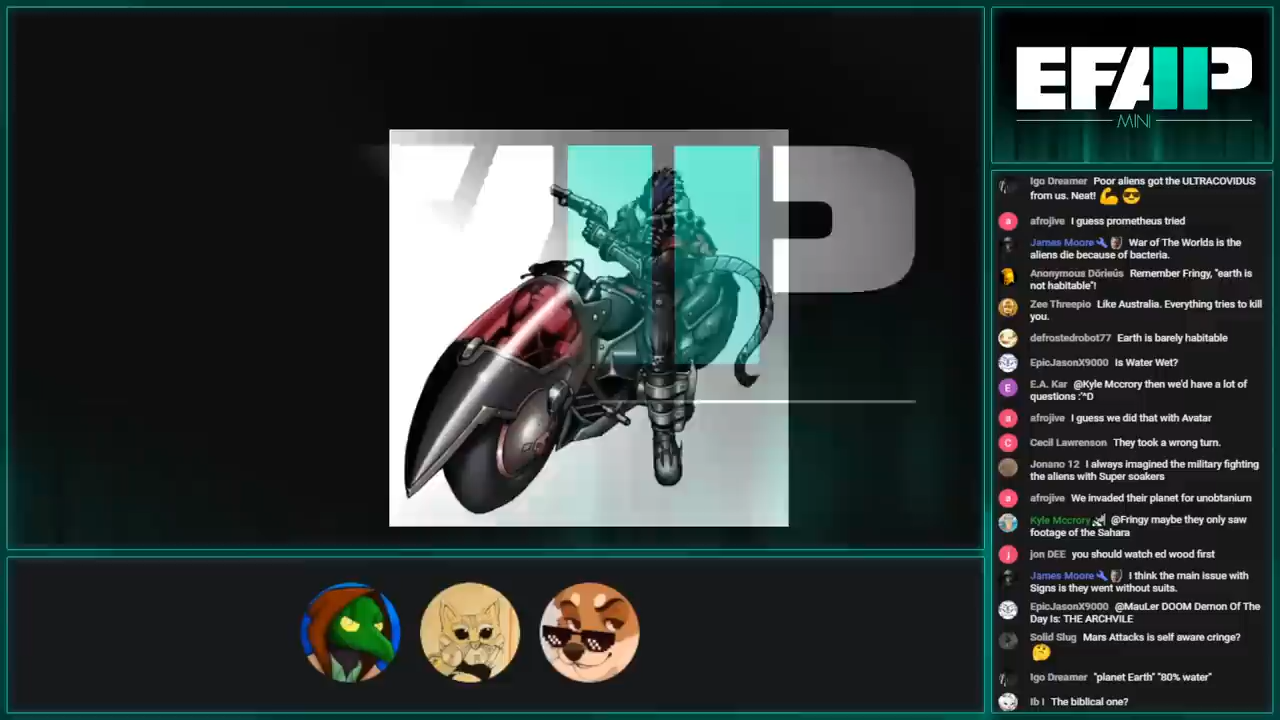 EFAP
MINI
Igo Dreamer Poor aliens got the ULTRACOVIDUS
from us. Neat! 💪 😎
afrojive I guess prometheus tried
James Moore War of The Worlds is the
aliens die because of bacteria.
Anonymous Dōrieús Remember Fringy, "earth is
not habitable"!
Zee Threepio Like Australia. Everything tries to kill
you.
defrostedrobot77 Earth is barely habitable
EpicJasonX9000 Is Water Wet?
E.A. Kar @Kyle Mccrory then we'd have a lot of
questions :'^D
afrojive I guess we did that with Avatar
Cecil Lawrenson They took a wrong turn.
Jonano 12 I always imagined the military fighting
the aliens with Super soakers
afrojive We invaded their planet for unobtanium
Kyle Mccrory @Fringy maybe they only saw
footage of the Sahara
jon DEE you should watch ed wood first
James Moore I think the main issue with
Signs is they went without suits.
EpicJasonX9000 @MauLer DOOM Demon Of The
Day Is: THE ARCHVILE
Solid Slug Mars Attacks is self aware cringe?
🤔
Igo Dreamer "planet Earth" "80% water"
Ib I The biblical one?